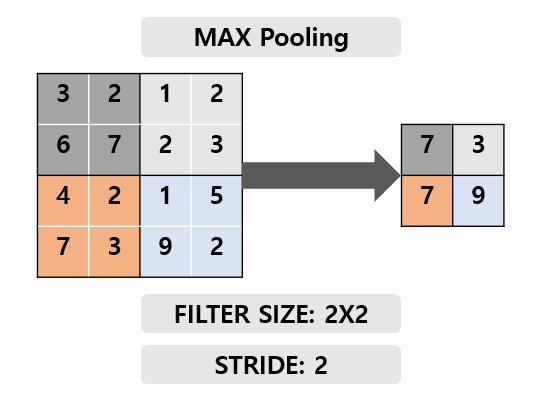 MAX Pooling
3 2 1 2
6 7 2 3
4 2 1 5
7 3 9 2
7 3
7 9
FILTER SIZE: 2X2
STRIDE: 2